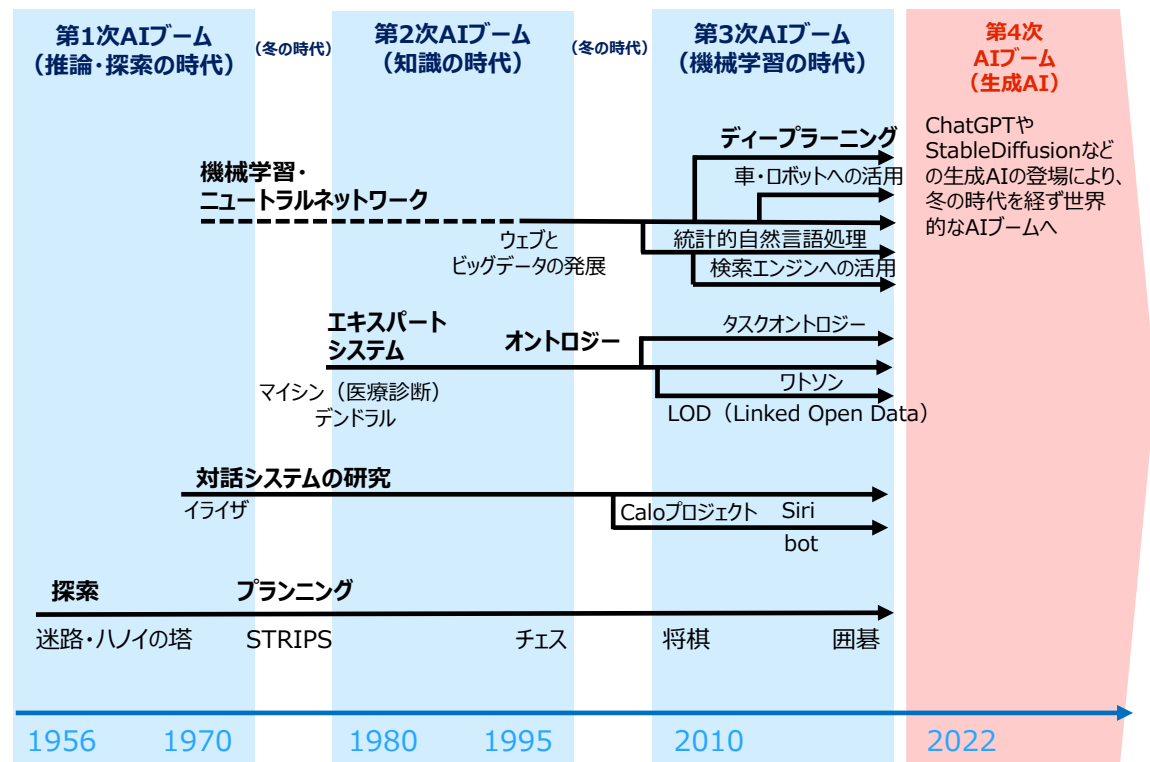 第1次AIブーム
（推論・探索の時代）
（冬の時代）
第2次AIブーム
（知識の時代）
（冬の時代）
第3次AIブーム
（機械学習の時代）
第4次
AIブーム
（生成AI）
ChatGPTや
StableDiffusionなど
の生成AIの登場により、
冬の時代を経ず世界
的なAIブームへ
ディープラーニング
車・ロボットへの活用
機械学習・
ニュートラルネットワーク
ウェブと
ビッグデータの発展
統計的自然言語処理
検索エンジンへの活用
エキスパート
システム
オントロジー
タスクオントロジー
マイシン（医療診断）
デンドラル
ワトソン
LOD（Linked Open Data）
対話システムの研究
イライザ
Caloプロジェクト
Siri
bot
探索
プランニング
迷路・ハノイの塔
STRIPS
チェス
将棋
囲碁
1956
1970
1980
1995
2010
2022